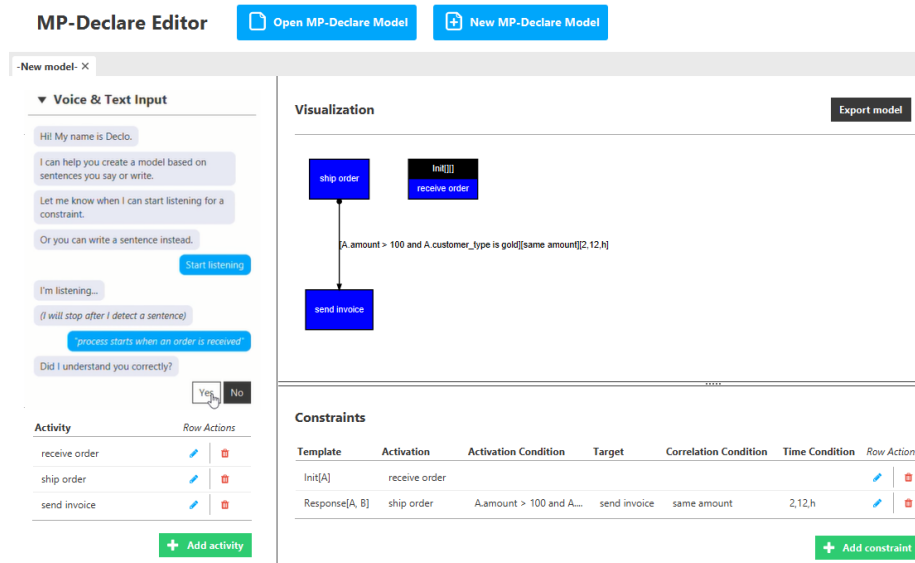 MP-Declare Editor
Open MP-Declare Model
New MP-Declare Model
-New model- ×
▼ Voice & Text Input
Hi! My name is Declo.
I can help you create a model based on
sentences you say or write.
Let me know when I can start listening for a
constraint.
Or you can write a sentence instead.
Start listening
I'm listening...
(I will stop after I detect a sentence)
"process starts when an order is received"
Did I understand you correctly?
Yes No
Activity Row Actions
receive order
ship order
send invoice
+ Add activity
Visualization
Export model
ship order
Init[][]
receive order
[A.amount > 100 and A.customer_type is gold][same amount][2,12,h]
send invoice
Constraints
Template Activation Activation Condition Target Correlation Condition Time Condition Row Action
Init[A] receive order
Response[A, B] ship order A.amount > 100 and A.... send invoice same amount 2,12,h
+ Add constraint